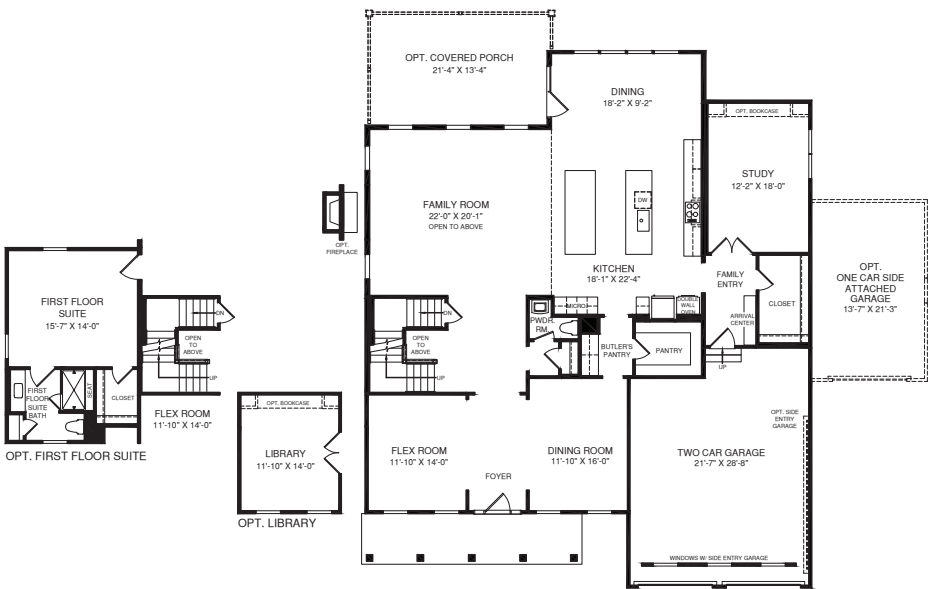 OPT. COVERED PORCH
21'-4" X 13'-4"
DINING
18'-2" X 9'-2"
OPT. BOOKCASE
STUDY
12'-2" X 18'-0"
FAMILY ROOM
22'-0" X 20'-1"
OPEN TO ABOVE
DW
OPT.
FIREPLACE
KITCHEN
18'-1" X 22'-4"
FAMILY
ENTRY
OPT.
ONE CAR SIDE
ATTACHED
GARAGE
13'-7" X 21'-3"
MICRO
DOUBLE
WALL
OVEN
CLOSET
ARRIVAL
CENTER
PWDR.
RM.
BUTLER'S
PANTRY
PANTRY
UP
DN
OPEN
TO
ABOVE
UP
FIRST FLOOR
SUITE
15'-7" X 14'-0"
DN
OPEN
TO
ABOVE
UP
FIRST
FLOOR
SUITE
BATH
SEAT
CLOSET
FLEX ROOM
11'-10" X 14'-0"
OPT. FIRST FLOOR SUITE
OPT. BOOKCASE
LIBRARY
11'-10" X 14'-0"
OPT. LIBRARY
FLEX ROOM
11'-10" X 14'-0"
FOYER
DINING ROOM
11'-10" X 16'-0"
OPT. SIDE
ENTRY
GARAGE
TWO CAR GARAGE
21'-7" X 28'-8"
WINDOWS W/ SIDE ENTRY GARAGE